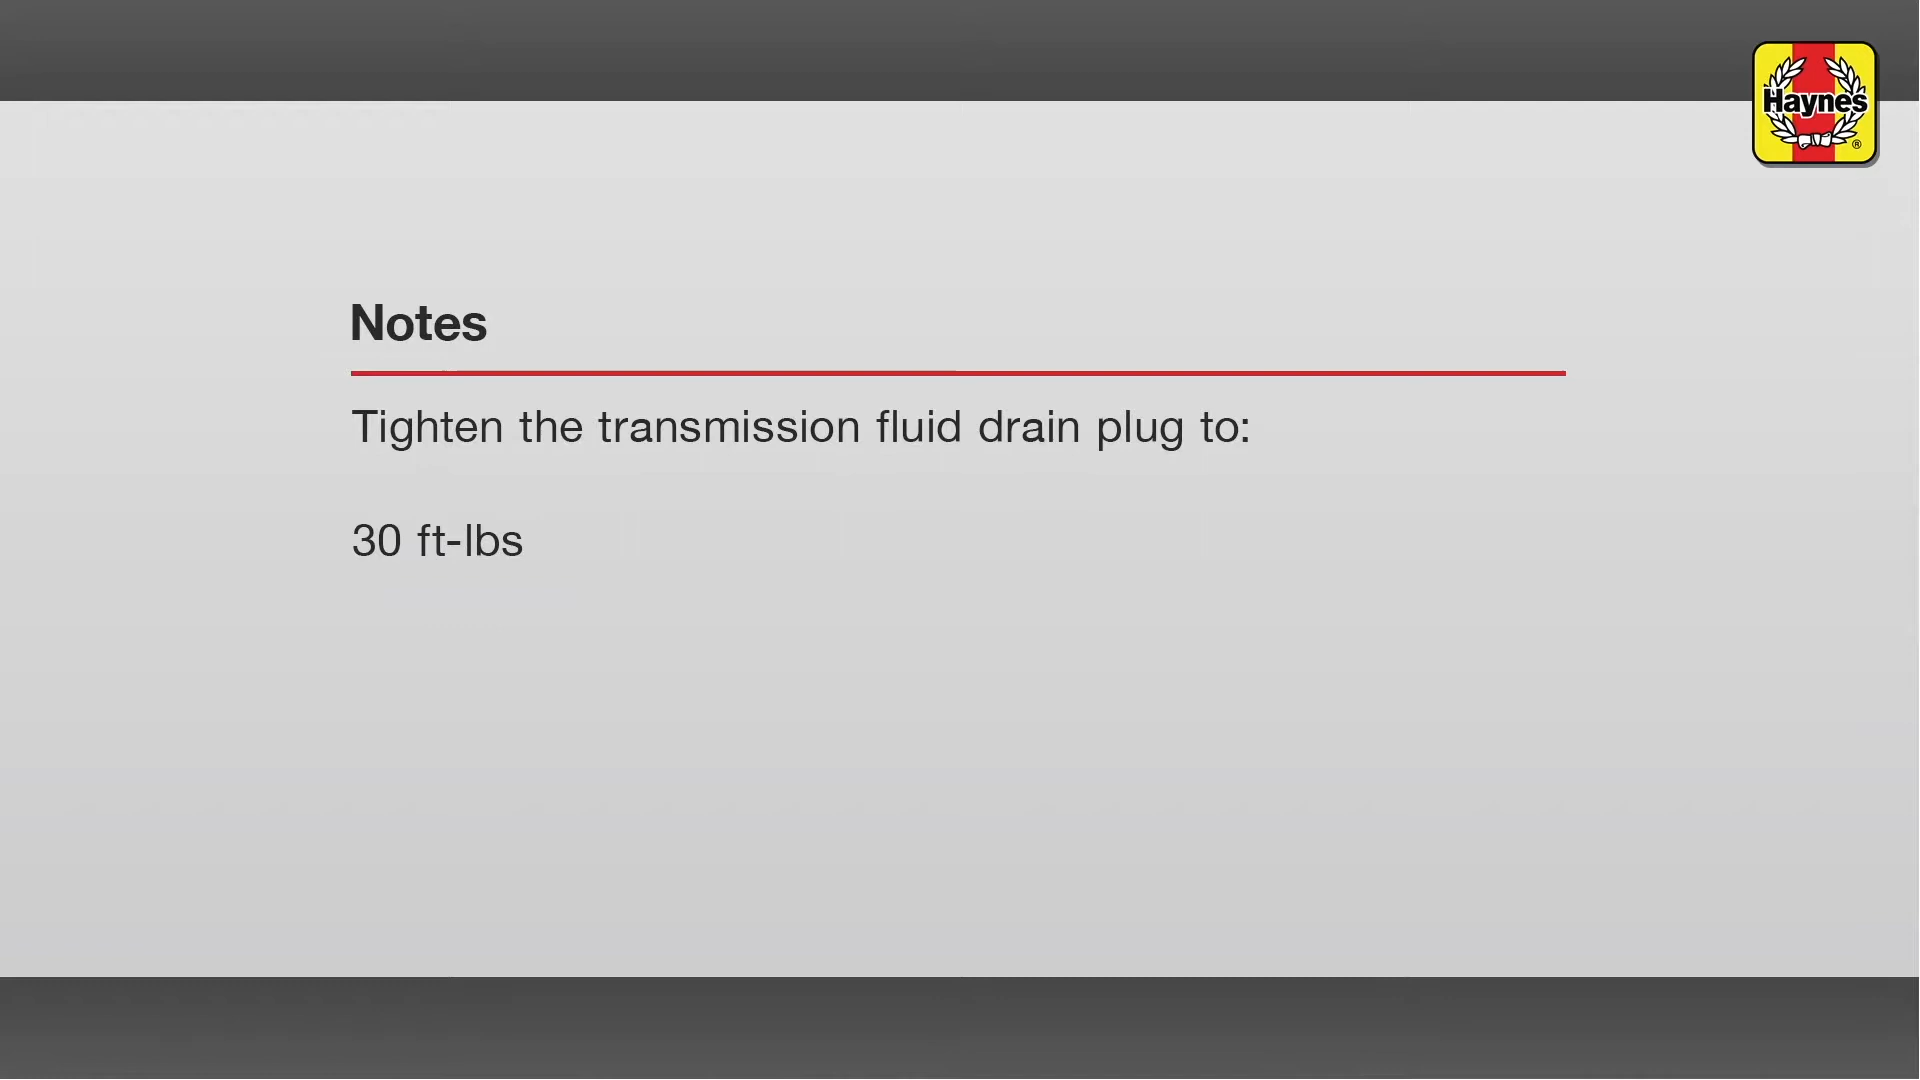 Haynes
®
Notes
Tighten the transmission fluid drain plug to:
30 ft-lbs